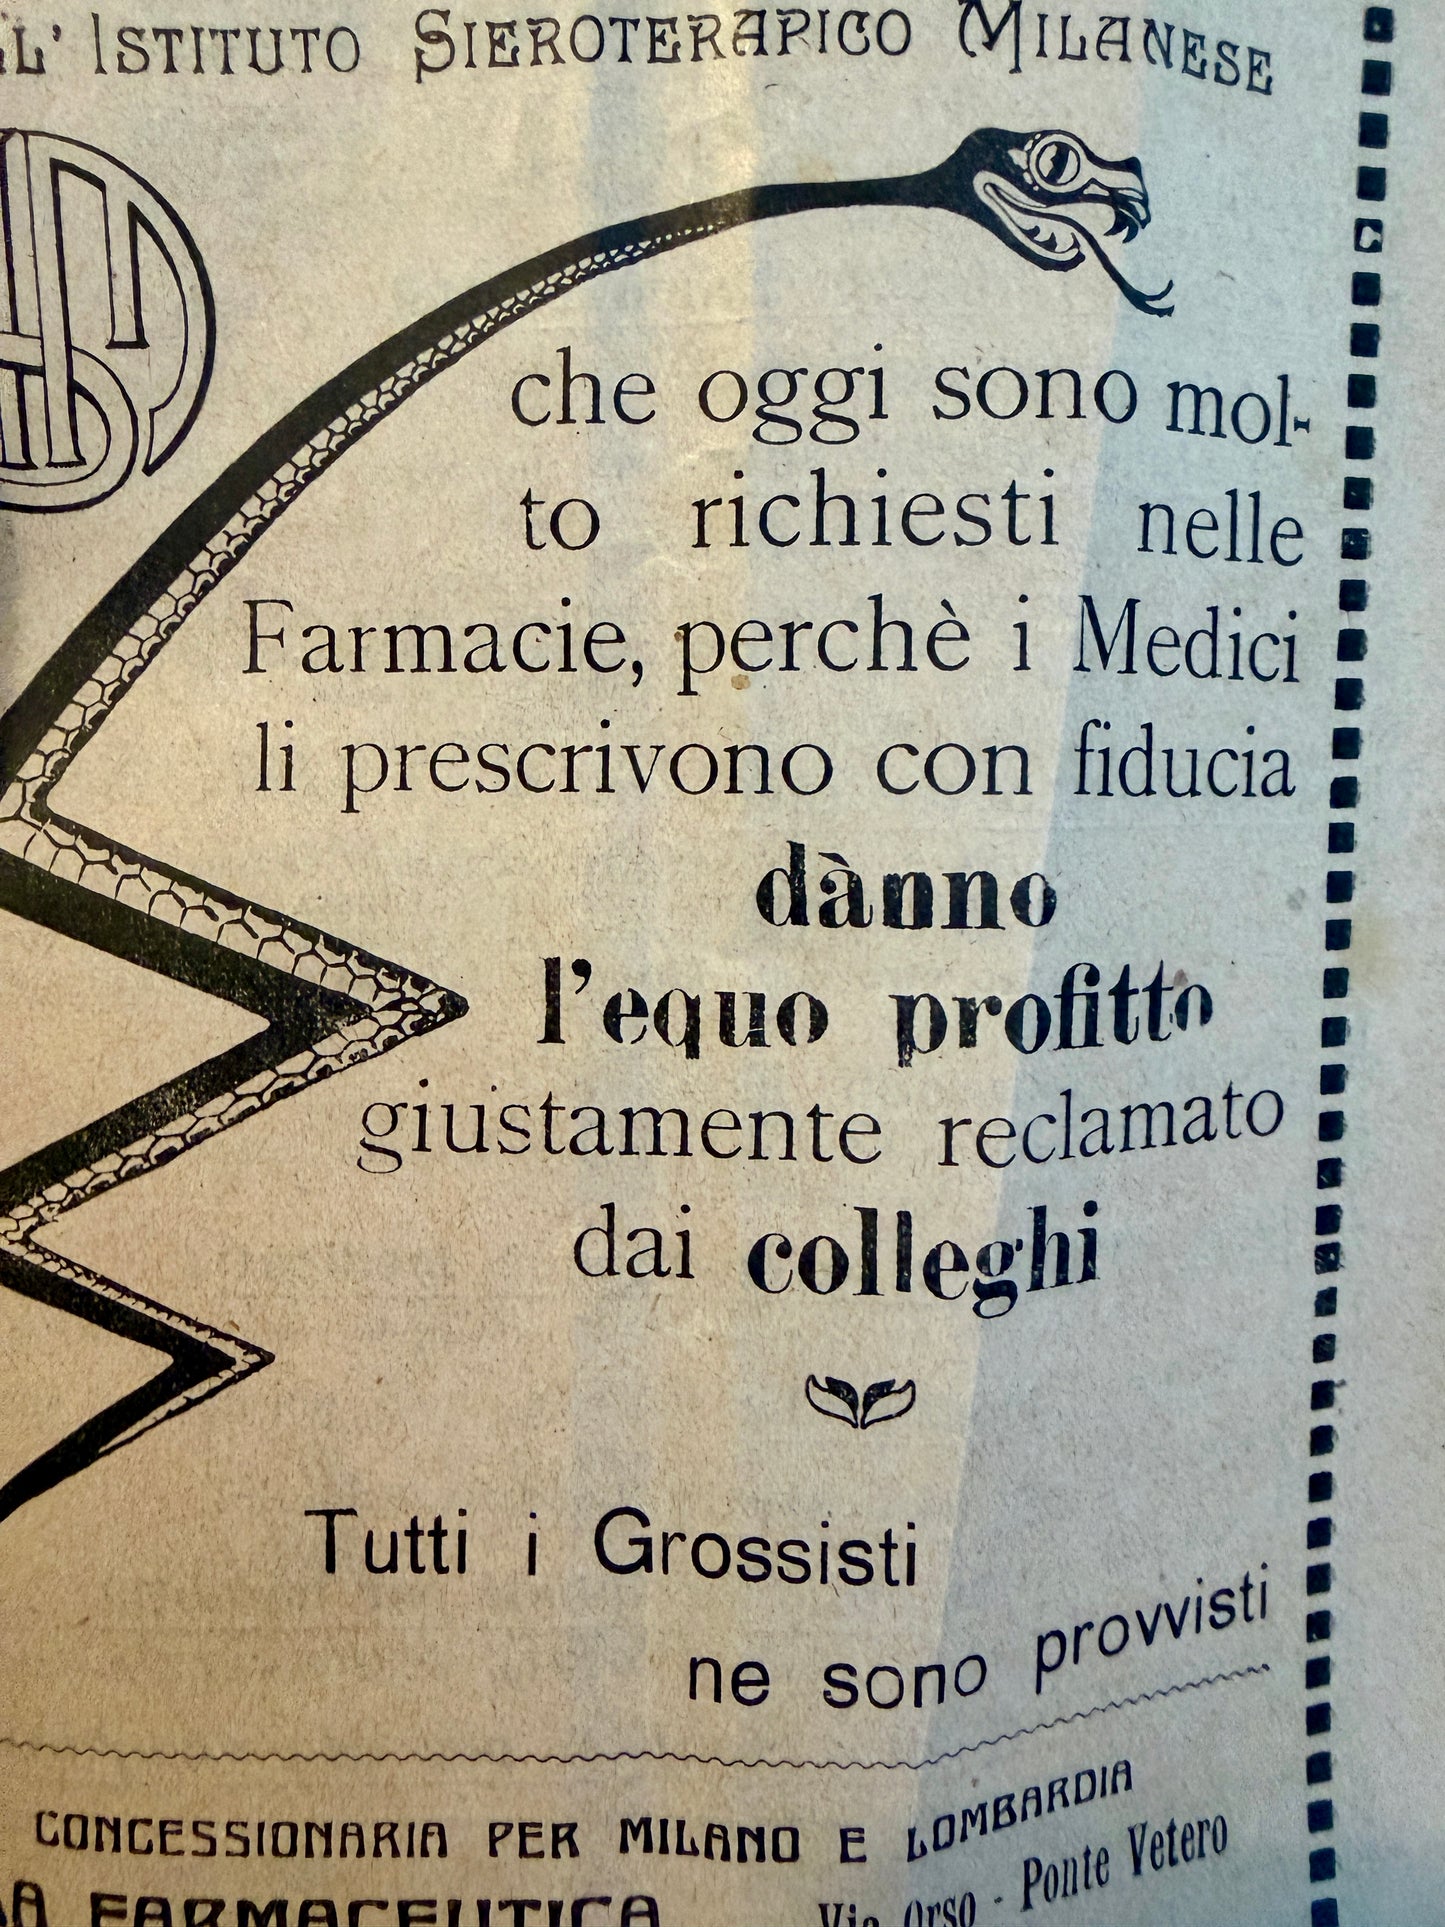 L' ISTITUTO SIEROTERAPICO MILANESE
che oggi sono mol-
to richiesti nelle
Farmacie, perchè i Medici
li prescrivono con fiducia
dànno
l'equo profitto
giustamente reclamato
dai colleghi
Tutti i Grossisti
ne sono provvisti
CONCESSIONARIA PER MILANO E LOMBARDIA
FARMACEUTICA Via Orso - Ponte Vetero